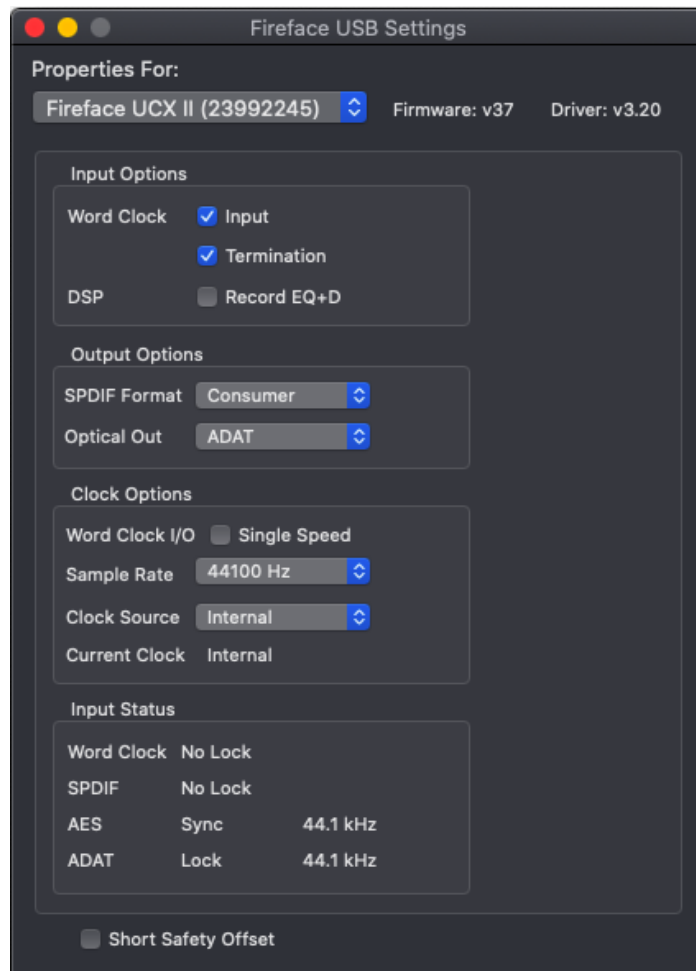 Fireface USB Settings
Properties For:
Fireface UCX II (23992245) Firmware: v37 Driver: v3.20
Input Options
Word Clock Input
Termination
DSP Record EQ+D
Output Options
SPDIF Format Consumer
Optical Out ADAT
Clock Options
Word Clock I/O Single Speed
Sample Rate 44100 Hz
Clock Source Internal
Current Clock Internal
Input Status
Word Clock No Lock
SPDIF No Lock
AES Sync 44.1 kHz
ADAT Lock 44.1 kHz
Short Safety Offset